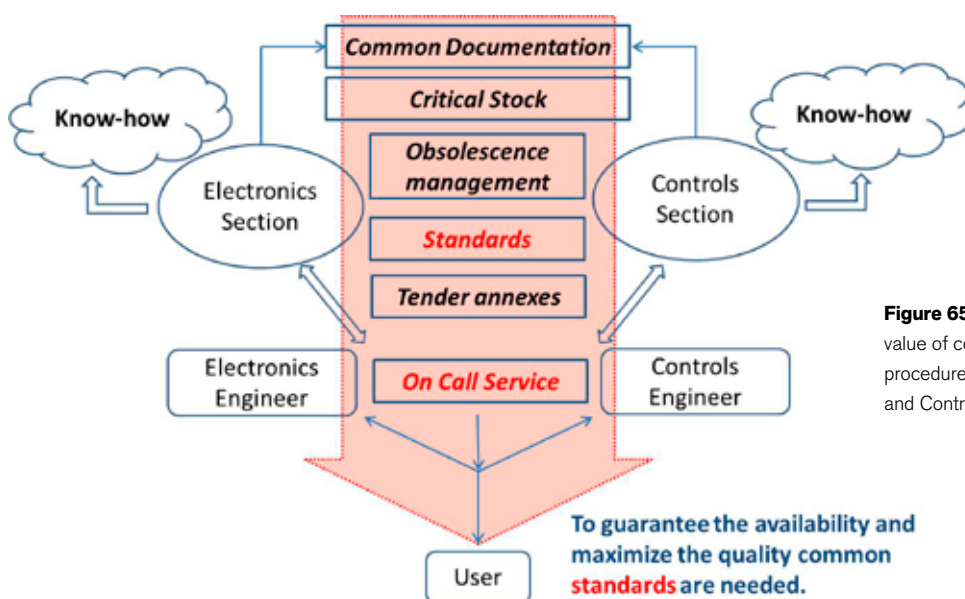 Common Documentation
Know-how
Critical Stock
Know-how
Obsolescence
management
Electronics
Section
Controls
Section
Standards
Tender annexes
Figure 65
value of co
procedure
and Contr
Electronics
Engineer
On Call Service
Controls
Engineer
To guarantee the availability and
maximize the quality common
standards are needed.
User